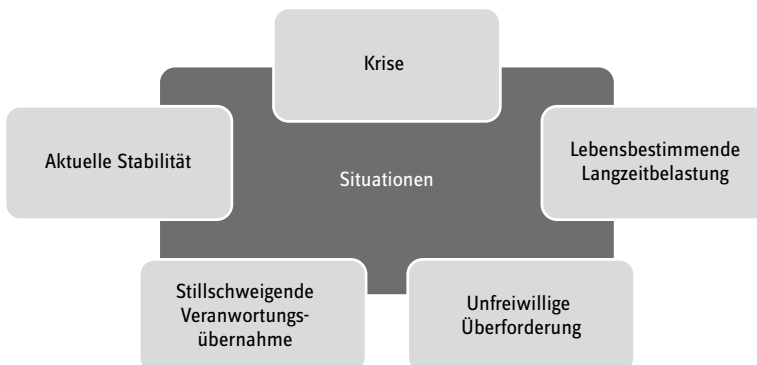 Krise
Aktuelle Stabilität
Situationen
Lebensbestimmende
Langzeitbelastung
Stillschweigende
Veranwortungs-
übernahme
Unfreiwillige
Überforderung